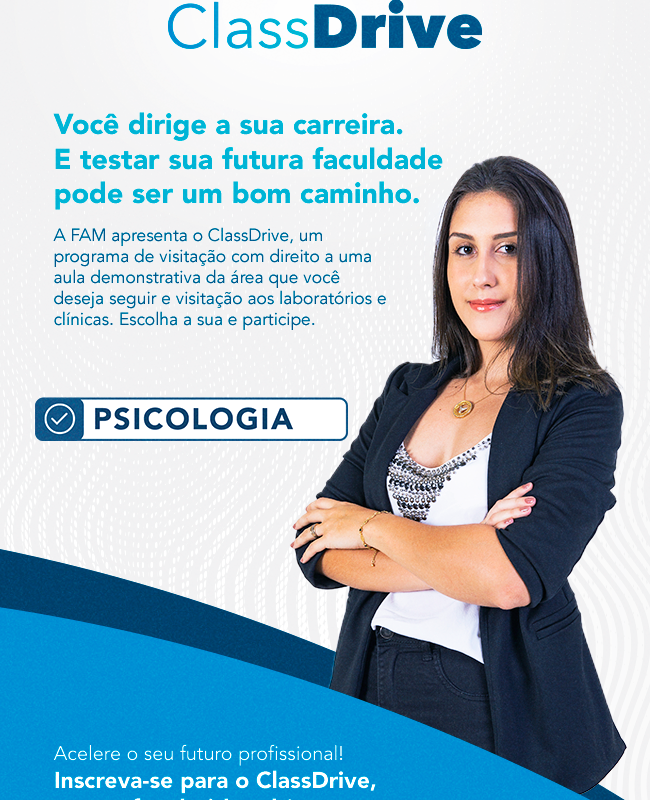 ClassDrive
Você dirige a sua carreira.
E testar sua futura faculdade
pode ser um bom caminho.
A FAM apresenta o ClassDrive, um
programa de visitação com direito a uma
aula demonstrativa da área que você
deseja seguir e visitação aos laboratórios e
clínicas. Escolha a sua e participe.
PSICOLOGIA
Acelere o seu futuro profissional!
Inscreva-se para o ClassDrive,